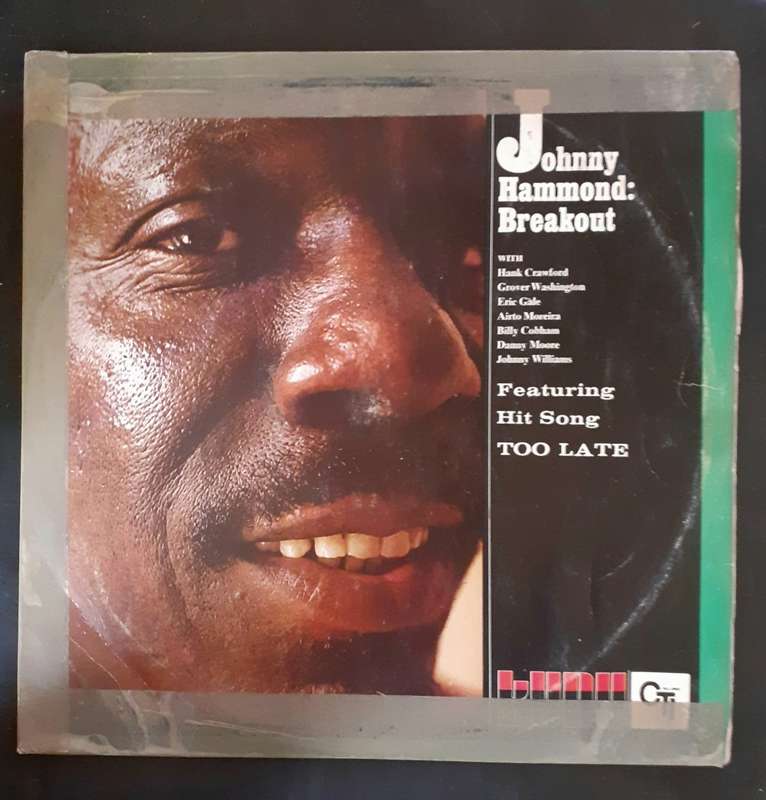 Johnny
Hammond:
Breakout
WITH
Hank Crawford
Grover Washington
Eric Gale
Airto Moreira
Billy Cobham
Danny Moore
Johnny Williams
Featuring
Hit Song
TOO LATE
KUDU
CTi